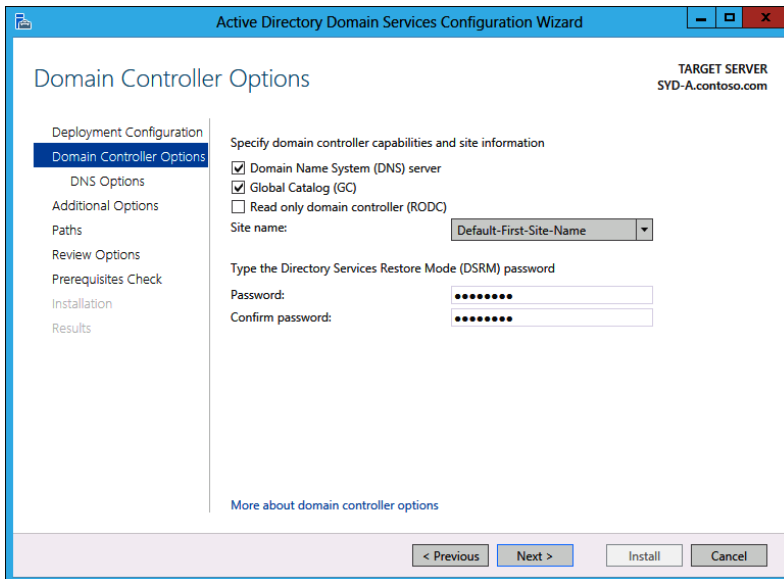 Active Directory Domain Services Configuration Wizard
Domain Controller Options
TARGET SERVER
SYD-A.contoso.com
Deployment Configuration
Domain Controller Options
DNS Options
Additional Options
Paths
Review Options
Prerequisites Check
Installation
Results
Specify domain controller capabilities and site information
Domain Name System (DNS) server
Global Catalog (GC)
Read only domain controller (RODC)
Site name: Default-First-Site-Name
Type the Directory Services Restore Mode (DSRM) password
Password: ●●●●●●●●
Confirm password: ●●●●●●●●
More about domain controller options
< Previous Next > Install Cancel